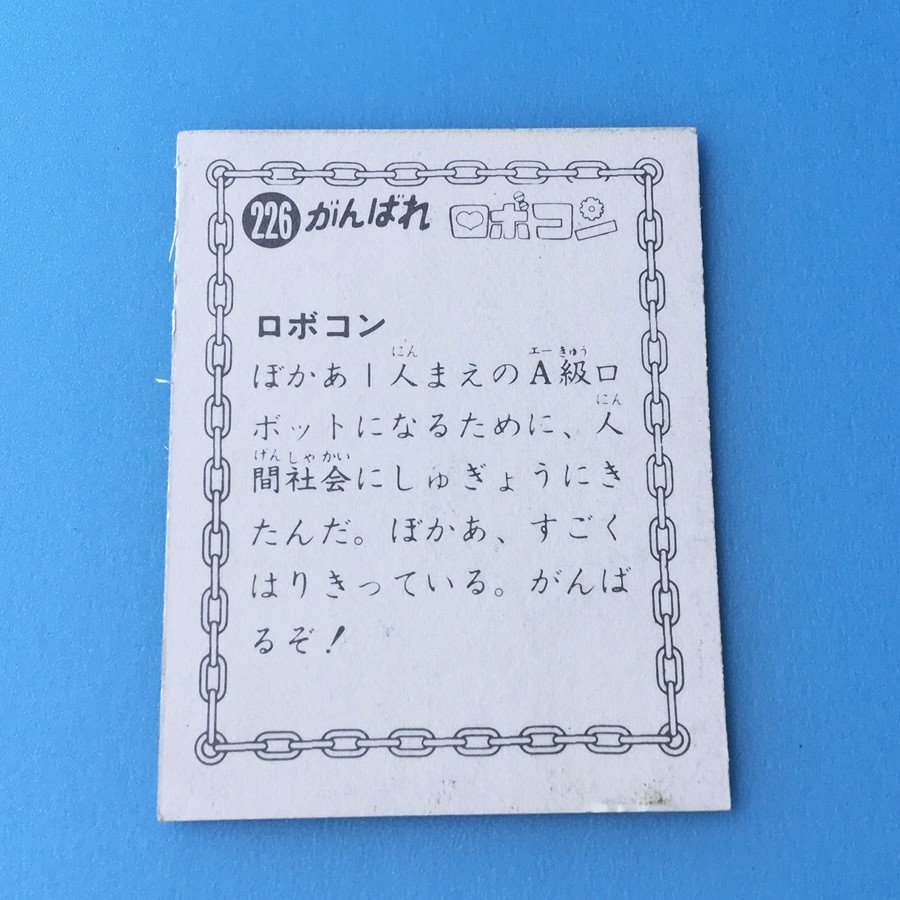 226 がんばれ ロボコン
ロボコン
ぼかあ1人まえのA級ロ
ボットになるために、人
間社会にしゅぎょうにき
たんだ。ぼかあ、すごく
はりきっている。がんば
るぞ!